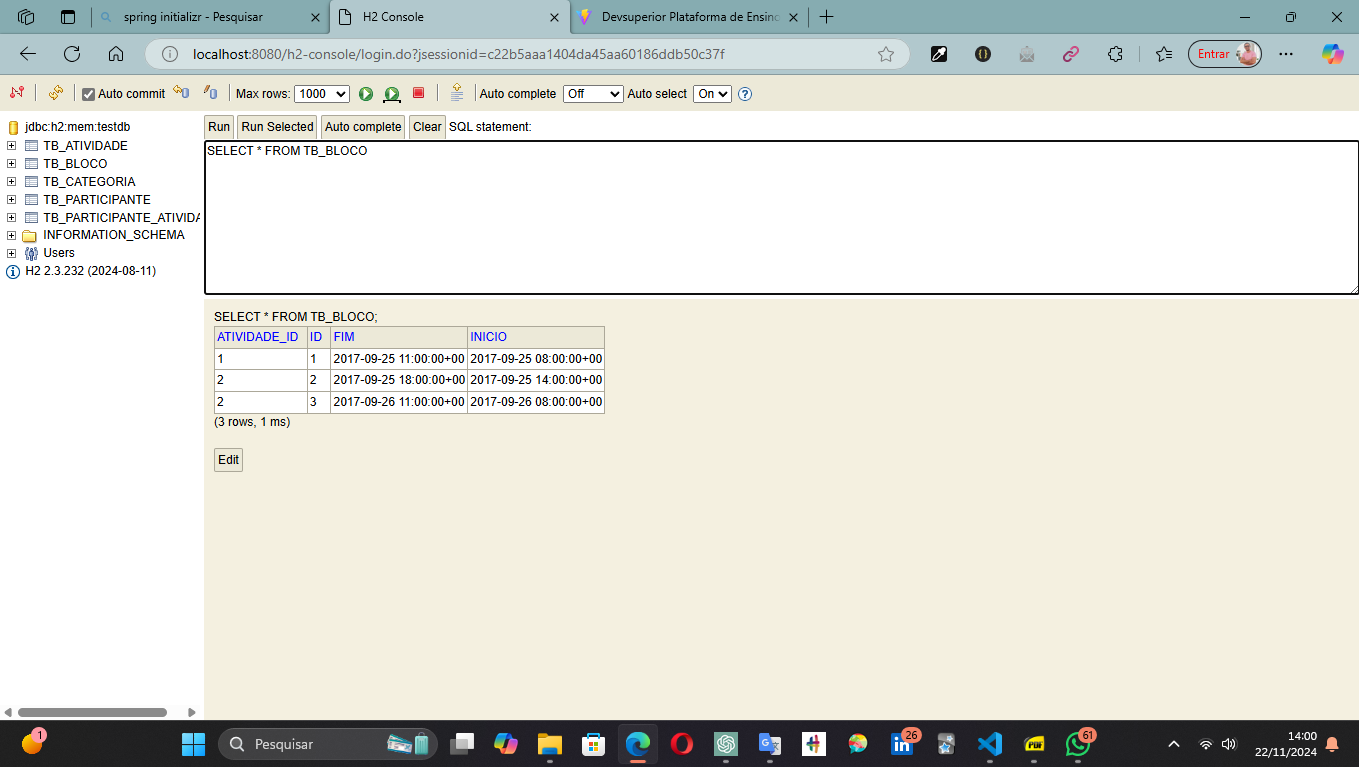 spring initializr - Pesquisar
H2 Console
Devsuperior Plataforma de Ensino
localhost:8080/h2-console/login.do?jsessionid=c22b5aaa1404da45aa60186ddb50c37f
Entrar
Auto commit
Max rows: 1000
Auto complete Off
Auto select On
jdbc:h2:mem:testdb
TB_ATIVIDADE
TB_BLOCO
TB_CATEGORIA
TB_PARTICIPANTE
TB_PARTICIPANTE_ATIVIDA
INFORMATION_SCHEMA
Users
H2 2.3.232 (2024-08-11)
Run Run Selected Auto complete Clear SQL statement:
SELECT * FROM TB_BLOCO
SELECT * FROM TB_BLOCO;
ATIVIDADE_ID ID FIM INICIO
1 1 2017-09-25 11:00:00+00 2017-09-25 08:00:00+00
2 2 2017-09-25 18:00:00+00 2017-09-25 14:00:00+00
2 3 2017-09-26 11:00:00+00 2017-09-26 08:00:00+00
(3 rows, 1 ms)
Edit
1
Pesquisar
PDF
26
61
14:00
22/11/2024